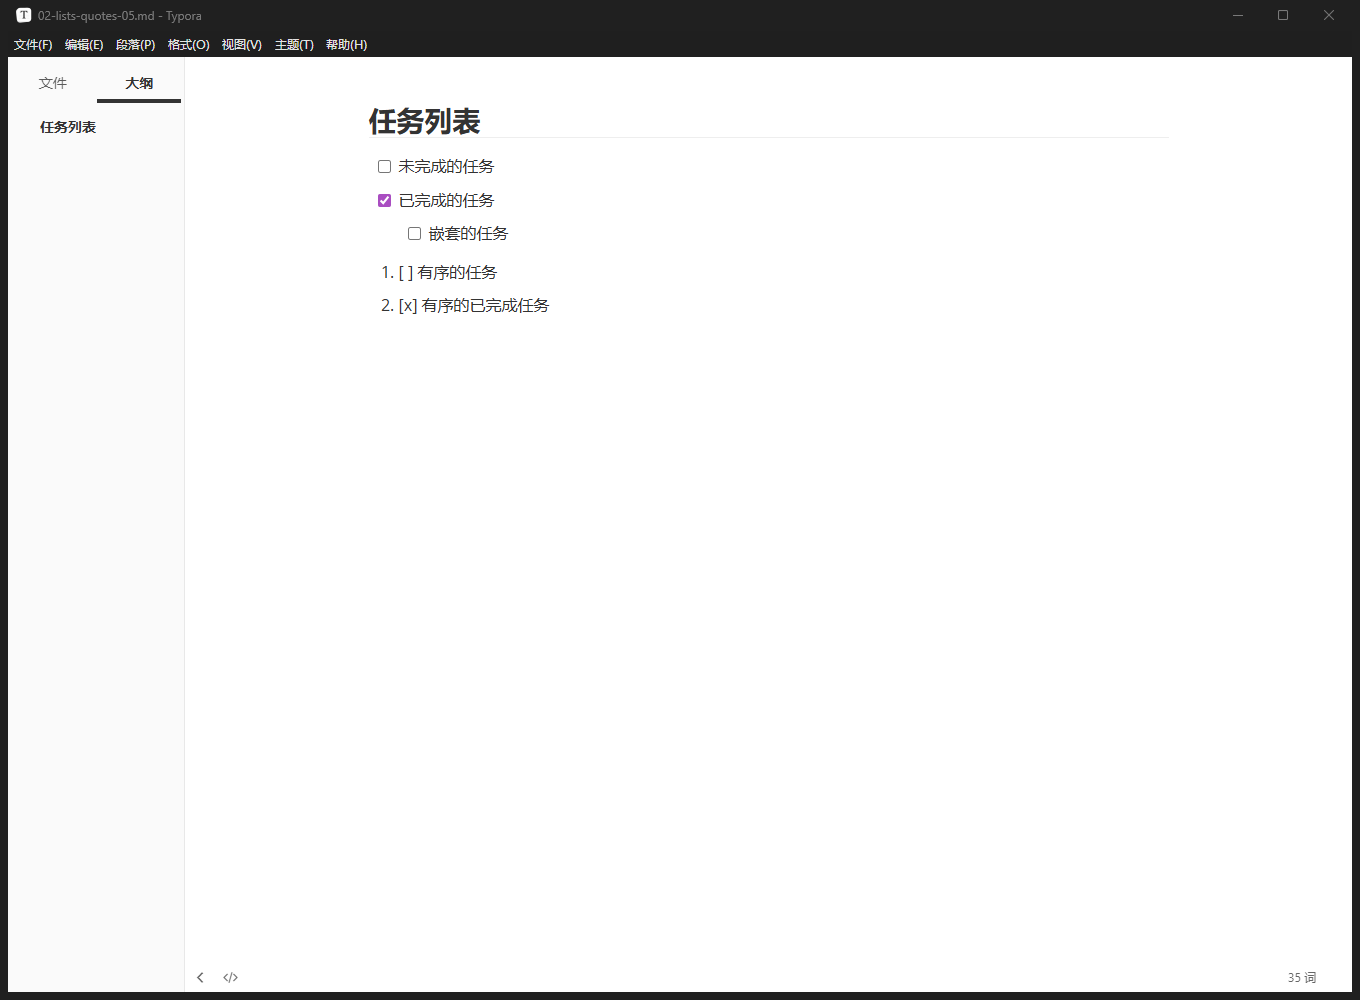 02-lists-quotes-05.md - Typora
文件(F) 编辑(E) 段落(P) 格式(O) 视图(V) 主题(T) 帮助(H)
文件 大纲
任务列表
任务列表
未完成的任务
已完成的任务
嵌套的任务
1. [ ] 有序的任务
2. [x] 有序的已完成任务
35 词